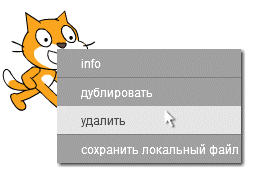 info
дублировать
удалить
сохранить локальный файл